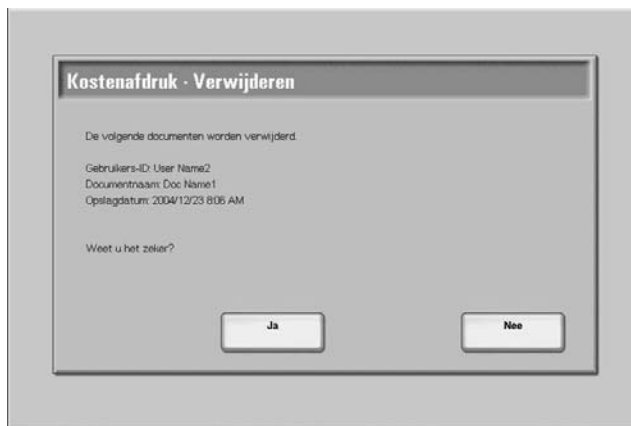 Kostenafdruk - Verwijderen
De volgende documenten worden verwijderd.
Gebruikers-ID: User Name2
Documentnaam: Doc Name1
Opslagdatum: 2004/12/23 8:06 AM
Weet u het zeker?
Ja
Nee